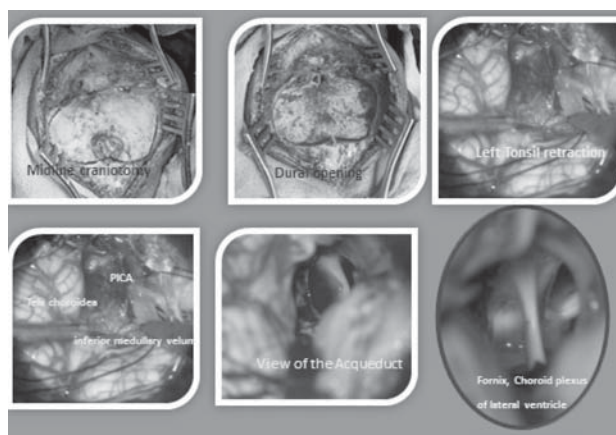 Midline craniotomy
Dural opening
Left Tonsil retraction
PICA
Tela choroidea
inferior medullary velum
View of the Acqueduct
Fornix, Choroid plexus
of lateral ventricle